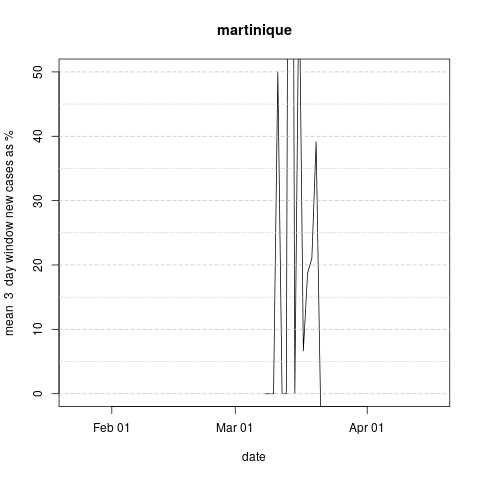 martinique
mean 3 day window new cases as %
50
40
30
20
10
0
Feb 01
Mar 01
Apr 01
date